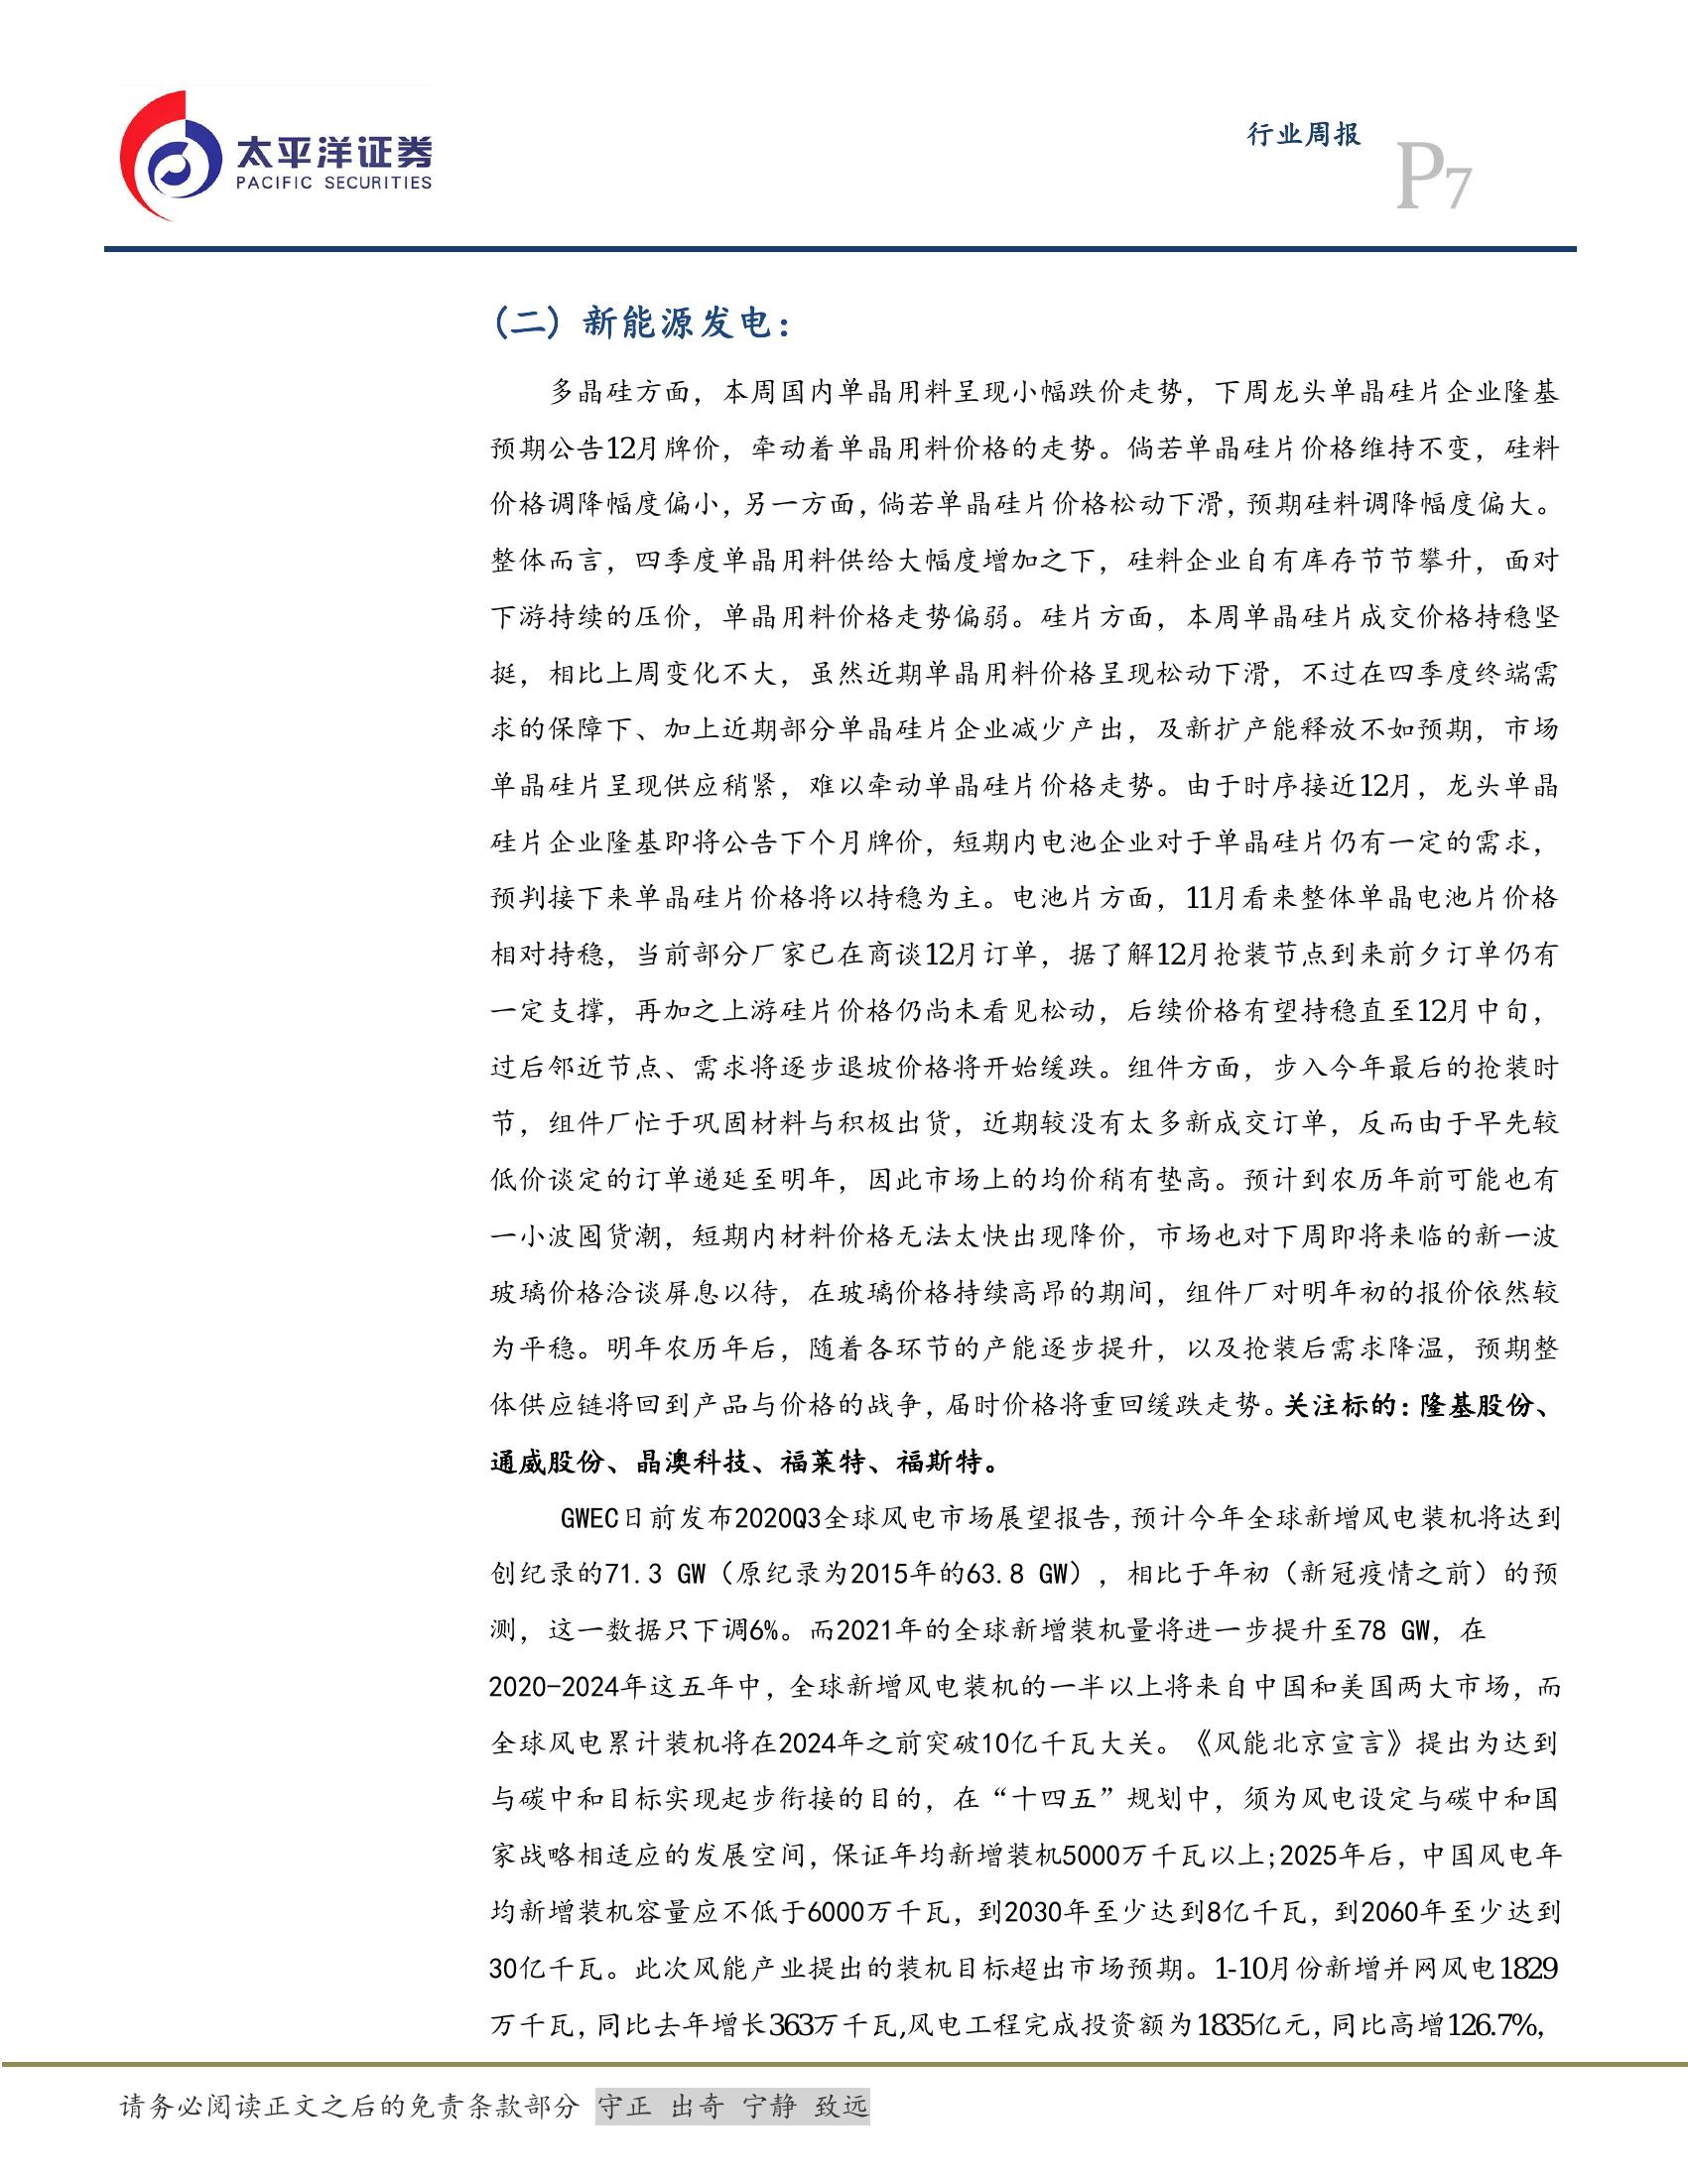 太平洋证券
PACIFIC SECURITIES
行业周报
P7
(二) 新能源发电：
多晶硅方面，本周国内单晶用料呈现小幅跌价走势，下周龙头单晶硅片企业隆基
预期公告12月牌价，牵动着单晶用料价格的走势。倘若单晶硅片价格维持不变，硅料
价格调降幅度偏小，另一方面，倘若单晶硅片价格松动下滑，预期硅料调降幅度偏大。
整体而言，四季度单晶用料供给大幅度增加之下，硅料企业自有库存节节攀升，面对
下游持续的压价，单晶用料价格走势偏弱。硅片方面，本周单晶硅片成交价格持稳坚
挺，相比上周变化不大，虽然近期单晶用料价格呈现松动下滑，不过在四季度终端需
求的保障下、加上近期部分单晶硅片企业减少产出，及新扩产能释放不如预期，市场
单晶硅片呈现供应稍紧，难以牵动单晶硅片价格走势。由于时序接近12月，龙头单晶
硅片企业隆基即将公告下个月牌价，短期内电池企业对于单晶硅片仍有一定的需求，
预判接下来单晶硅片价格将以持稳为主。电池片方面，11月看来整体单晶电池片价格
相对持稳，当前部分厂家已在商谈12月订单，据了解12月抢装节点到来前夕订单仍有
一定支撑，再加之上游硅片价格仍尚未看见松动，后续价格有望持稳直至12月中旬，
过后邻近节点、需求将逐步退坡价格将开始缓跌。组件方面，步入今年最后的抢装时
节，组件厂忙于巩固材料与积极出货，近期较没有太多新成交订单，反而由于早先较
低价谈定的订单递延至明年，因此市场上的均价稍有垫高。预计到农历年前可能也有
一小波囤货潮，短期内材料价格无法太快出现降价，市场也对下周即将来临的新一波
玻璃价格洽谈屏息以待，在玻璃价格持续高昂的期间，组件厂对明年初的报价依然较
为平稳。明年农历年后，随着各环节的产能逐步提升，以及抢装后需求降温，预期整
体供应链将回到产品与价格的战争，届时价格将重回缓跌走势。关注标的：隆基股份、
通威股份、晶澳科技、福莱特、福斯特。
GWEC日前发布2020Q3全球风电市场展望报告，预计今年全球新增风电装机将达到
创纪录的71.3 GW（原纪录为2015年的63.8 GW），相比于年初（新冠疫情之前）的预
测，这一数据只下调6%。而2021年的全球新增装机量将进一步提升至78 GW，在
2020-2024年这五年中，全球新增风电装机的一半以上将来自中国和美国两大市场，而
全球风电累计装机将在2024年之前突破10亿千瓦大关。《风能北京宣言》提出为达到
与碳中和目标实现起步衔接的目的，在“十四五”规划中，须为风电设定与碳中和国
家战略相适应的发展空间，保证年均新增装机5000万千瓦以上;2025年后，中国风电年
均新增装机容量应不低于6000万千瓦，到2030年至少达到8亿千瓦，到2060年至少达到
30亿千瓦。此次风能产业提出的装机目标超出市场预期。1-10月份新增并网风电1829
万千瓦，同比去年增长363万千瓦,风电工程完成投资额为1835亿元，同比高增126.7%，
请务必阅读正文之后的免责条款部分 守正 出奇 宁静 致远